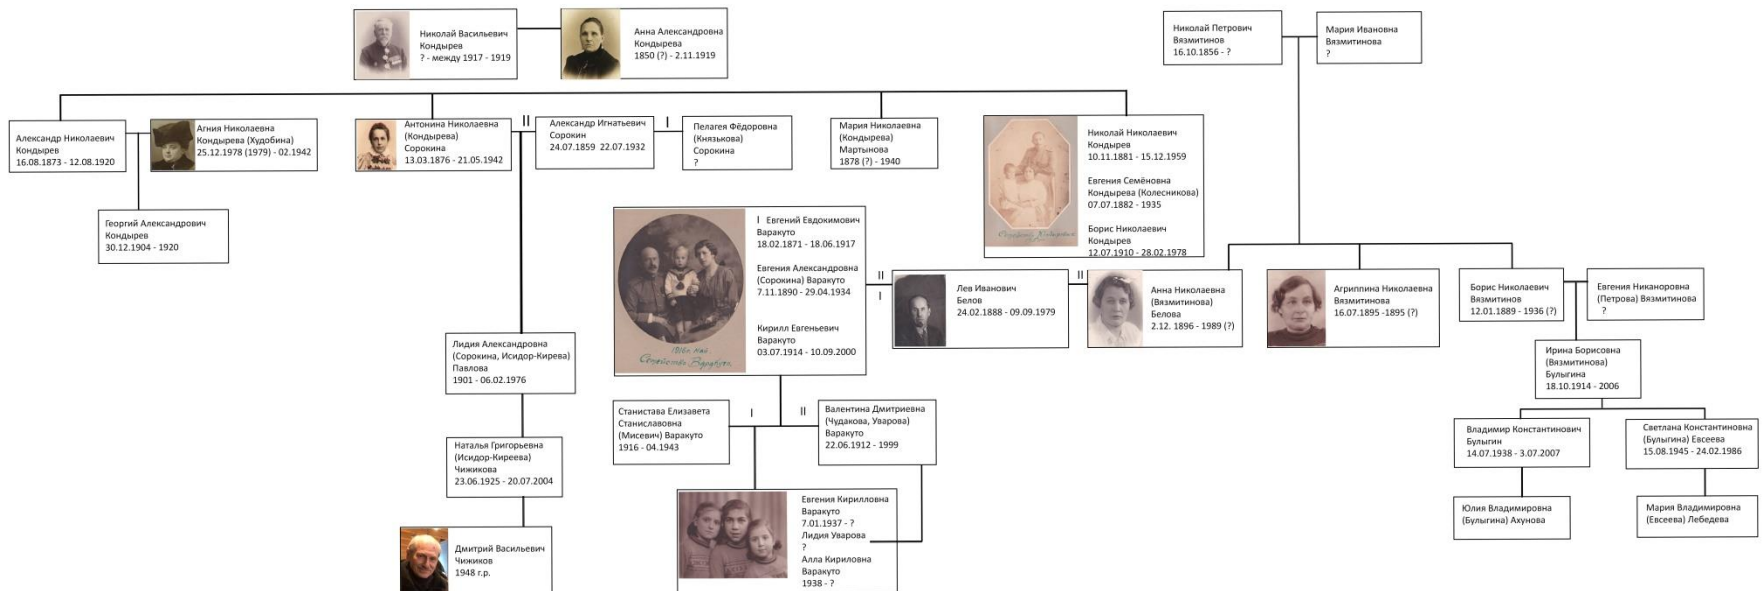 Николай Васильевич
Кондырев
? - между 1917 - 1919
Анна Александровна
Кондырева
1850 (?) - 2.11.1919
Николай Петрович
Вязмитинов
16.10.1856 - ?
Мария Ивановна
Вязмитинова
?
Александр Николаевич
Кондырев
16.08.1873 - 12.08.1920
Агния Николаевна
Кондырева (Худобина)
25.12.1978 (1979) - 02.1942
Антонина Николаевна
(Кондырева)
Сорокина
13.03.1876 - 21.05.1942
II
Александр Игнатьевич
Сорокин
24.07.1859 22.07.1932
I
Пелагея Фёдоровна
(Князькова)
Сорокина
?
Мария Николаевна
(Кондырева)
Мартынова
1878 (?) - 1940
Николай Николаевич
Кондырев
10.11.1881 - 15.12.1959
Евгения Семёновна
Кондырева (Колесникова)
07.07.1882 - 1935
Борис Николаевич
Кондырев
12.07.1910 - 28.02.1978
Георгий Александрович
Кондырев
30.12.1904 - 1920
I Евгений Евдокимович
Варакуто
18.02.1871 - 18.06.1917
Евгения Александровна
(Сорокина) Варакуто
7.11.1890 - 29.04.1934
Кирилл Евгеньевич
Варакуто
03.07.1914 - 10.09.2000
Семейство Варакуто
II
I
Лев Иванович
Белов
24.02.1888 - 09.09.1979
II
Анна Николаевна
(Вязмитинова)
Белова
2.12. 1896 - 1989 (?)
Агриппина Николаевна
Вязмитинова
16.07.1895 -1895 (?)
Борис Николаевич
Вязмитинов
12.01.1889 - 1936 (?)
Евгения Никаноровна
(Петрова) Вязмитинова
?
Лидия Александровна
(Сорокина, Исидор-Кирева)
Павлова
1901 - 06.02.1976
Ирина Борисовна
(Вязмитинова)
Булыгина
18.10.1914 - 2006
Станистава Елизавета
Станиславовна
(Мисевич) Варакуто
1916 - 04.1943
I
II
Валентина Дмитриевна
(Чудакова, Уварова)
Варакуто
22.06.1912 - 1999
Владимир Константинович
Булыгин
14.07.1938 - 3.07.2007
Светлана Константиновна
(Булыгина) Евсеева
15.08.1945 - 24.02.1986
Наталья Григорьевна
(Исидор-Киреева)
Чижикова
23.06.1925 - 20.07.2004
Евгения Кирилловна
Варакуто
7.01.1937 - ?
Лидия Уварова
?
Алла Кириловна
Варакуто
1938 - ?
Юлия Владимировна
(Булыгина) Ахунова
Мария Владимировна
(Евсеева) Лебедева
Дмитрий Васильевич
Чижиков
1948 г.р.